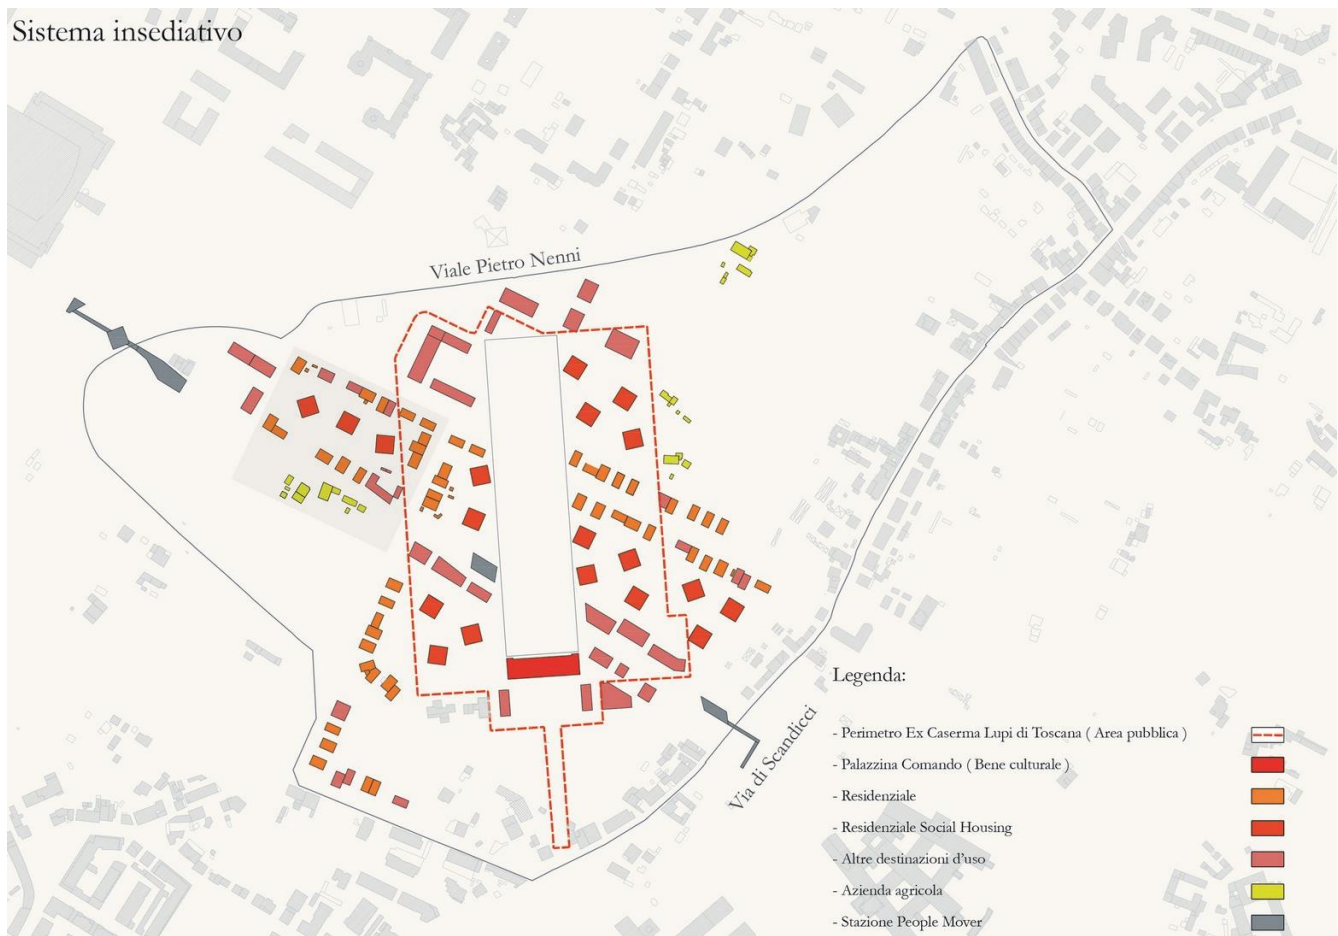 Sistema insediativo
Viale Pietro Nenni
Via di Scandicci
Legenda:
- Perimetro Ex Caserma Lupi di Toscana ( Area pubblica )
- Palazzina Comando ( Bene culturale )
- Residenziale
- Residenziale Social Housing
- Altre destinazioni d'uso
- Azienda agricola
- Stazione People Mover